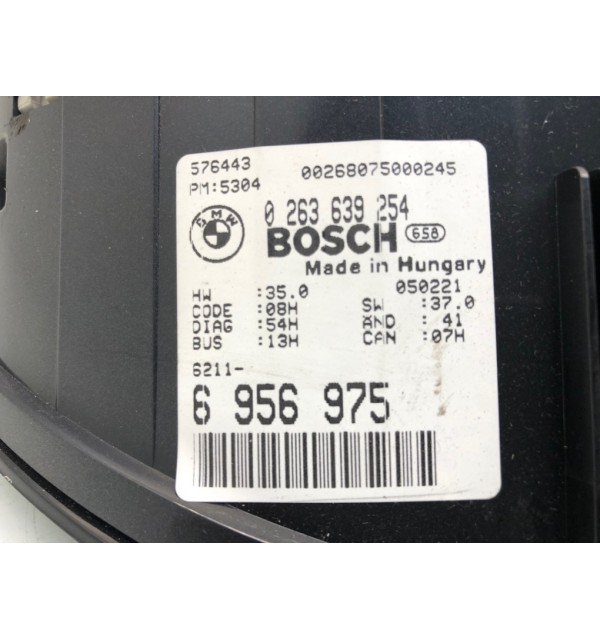 576443 00268075000245
PM:5304
BMW 0 263 639 254
BOSCH 658
Made in Hungary
HW :35.0 050221
CODE :08H SW :37.0
DIAG :54H AND : 41
BUS :13H CAN :07H
6211-
6 956 975